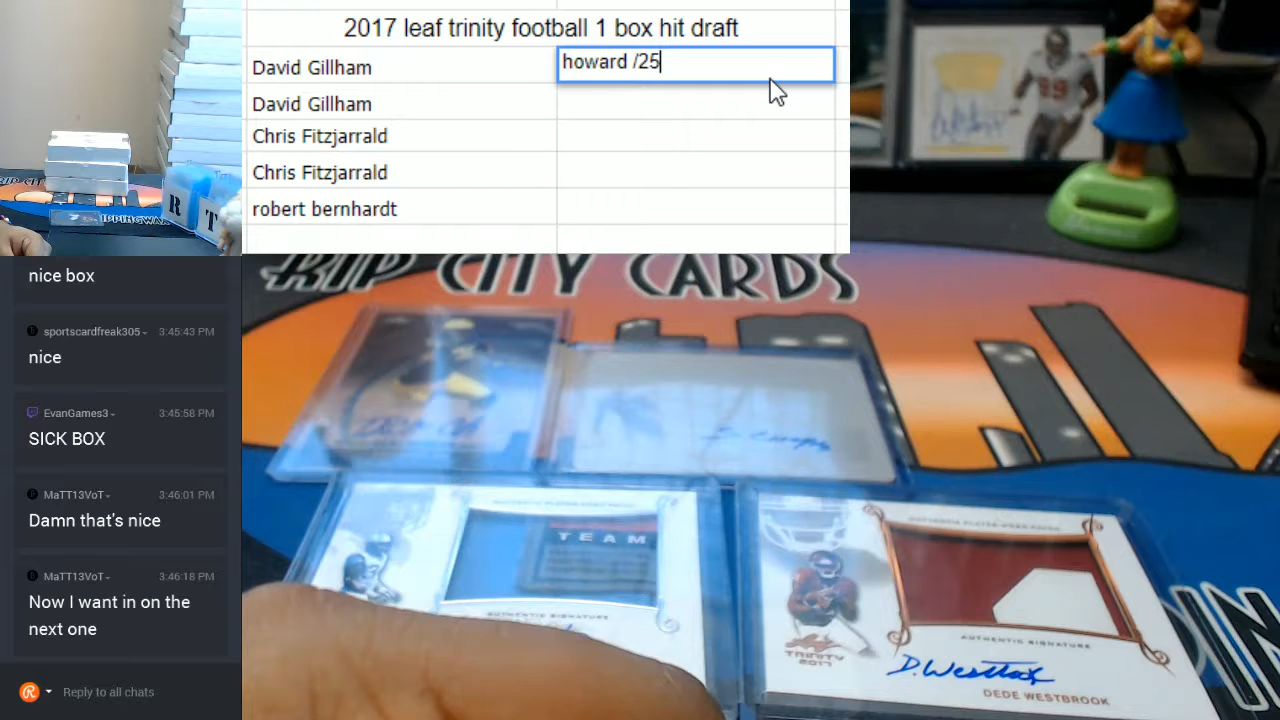 2017 leaf trinity football 1 box hit draft
David Gillham
howard /25
David Gillham
Chris Fitzjarrald
Chris Fitzjarrald
robert bernhardt
R T
nice box
sportscardfreak305 3:45:43 PM
nice
EvanGames3 3:45:58 PM
SICK BOX
MaTT13VoT 3:46:01 PM
Damn that's nice
MaTT13VoT 3:46:18 PM
Now I want in on the
next one
Reply to all chats
RIP CITY CARDS
TEAM
AUTHENTIC SIGNATURE
AUTHENTIC SIGNATURE
TRINITY
2017
D. Westbrook
DEDE WESTBROOK